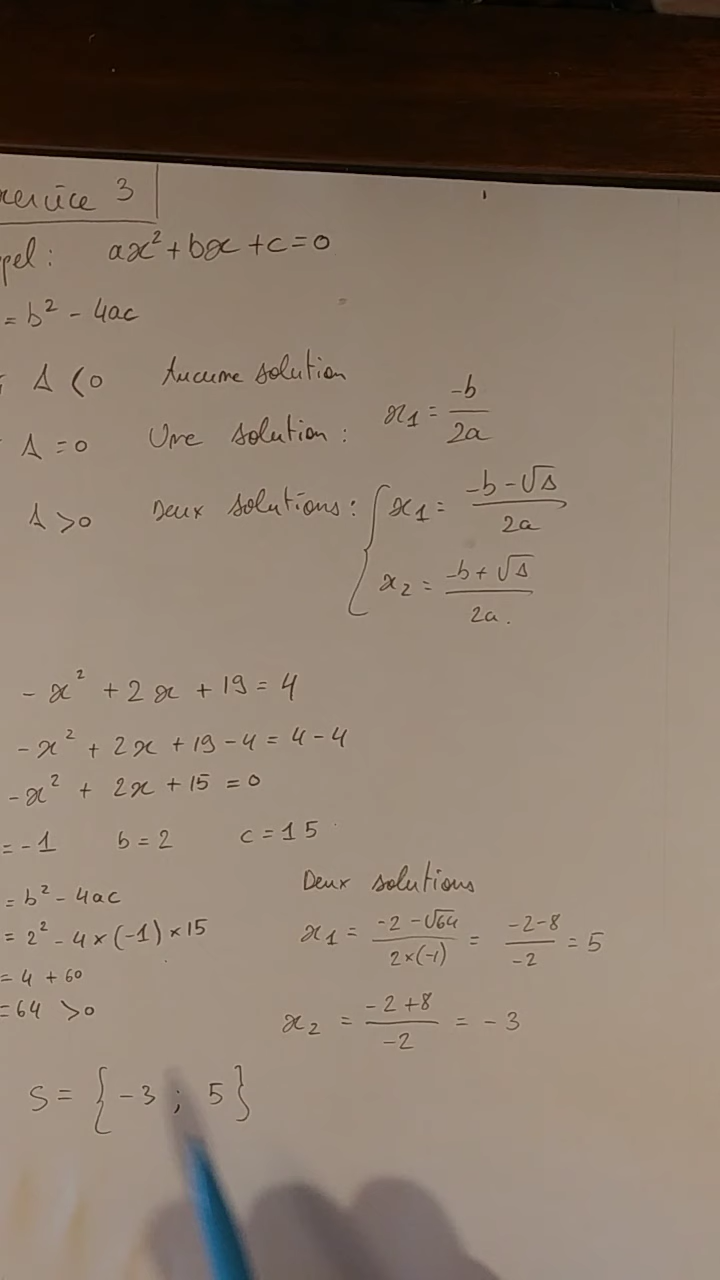 ercice 3
pel : ax² + bx + c = 0
= b² - 4ac
Δ < 0 Aucune solution
Δ = 0 Une solution : x1 = -b / 2a
Δ > 0 Deux solutions : { x1 = (-b - √Δ) / 2a
x2 = (-b + √Δ) / 2a.
- x² + 2x + 19 = 4
- x² + 2x + 19 - 4 = 4 - 4
- x² + 2x + 15 = 0
= -1 b = 2 c = 15
= b² - 4ac
= 2² - 4 × (-1) × 15
= 4 + 60
= 64 > 0
Deux solutions
x1 = (-2 - √64) / (2×(-1)) = (-2 - 8) / -2 = 5
x2 = (-2 + 8) / -2 = - 3
S = { -3 ; 5 }